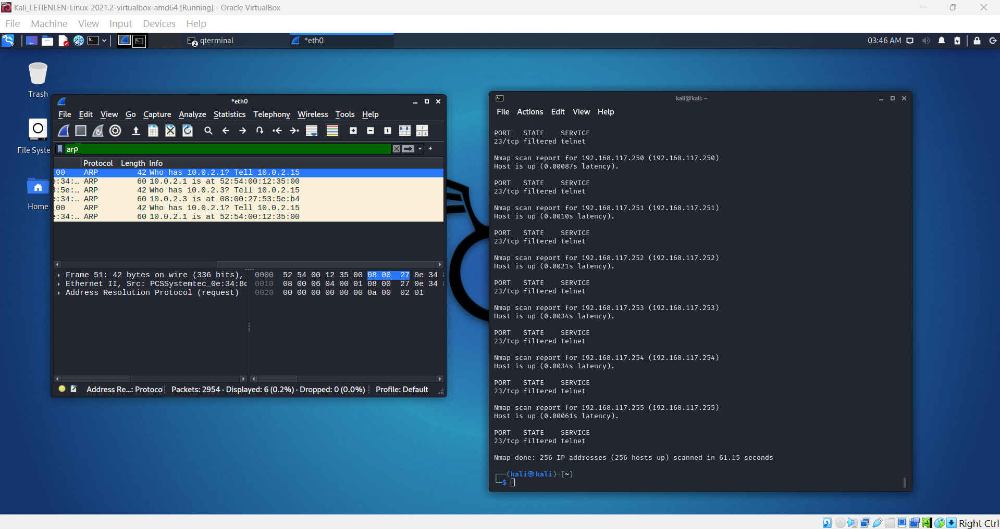 Kali_LETIENLEN-Linux-2021.2-virtualbox-amd64 [Running] - Oracle VirtualBox
File Machine View Input Devices Help
qterminal
*eth0
03:46 AM
Trash
File Syste
Home
*eth0
File Edit View Go Capture Analyze Statistics Telephony Wireless Tools Help
arp
Protocol Length Info
:00 ARP 42 Who has 10.0.2.1? Tell 10.0.2.15
e:34:… ARP 60 10.0.2.1 is at 52:54:00:12:35:00
3:5e:… ARP 42 Who has 10.0.2.3? Tell 10.0.2.15
e:34:… ARP 60 10.0.2.3 is at 08:00:27:53:5e:b4
:00 ARP 42 Who has 10.0.2.1? Tell 10.0.2.15
e:34:… ARP 60 10.0.2.1 is at 52:54:00:12:35:00
Frame 51: 42 bytes on wire (336 bits),
Ethernet II, Src: PCSSystemtec_0e:34:8c
Address Resolution Protocol (request)
0000 52 54 00 12 35 00 08 00 27 0e 34
0010 08 00 06 04 00 01 08 00 27 0e 34
0020 00 00 00 00 00 00 0a 00 02 01
Address Re...: Protocol Packets: 2954 · Displayed: 6 (0.2%) · Dropped: 0 (0.0%) Profile: Default
kali@kali: ~
File Actions Edit View Help
PORT STATE SERVICE
23/tcp filtered telnet
Nmap scan report for 192.168.117.250 (192.168.117.250)
Host is up (0.00087s latency).
PORT STATE SERVICE
23/tcp filtered telnet
Nmap scan report for 192.168.117.251 (192.168.117.251)
Host is up (0.0010s latency).
PORT STATE SERVICE
23/tcp filtered telnet
Nmap scan report for 192.168.117.252 (192.168.117.252)
Host is up (0.0021s latency).
PORT STATE SERVICE
23/tcp filtered telnet
Nmap scan report for 192.168.117.253 (192.168.117.253)
Host is up (0.0034s latency).
PORT STATE SERVICE
23/tcp filtered telnet
Nmap scan report for 192.168.117.254 (192.168.117.254)
Host is up (0.0034s latency).
PORT STATE SERVICE
23/tcp filtered telnet
Nmap scan report for 192.168.117.255 (192.168.117.255)
Host is up (0.00061s latency).
PORT STATE SERVICE
23/tcp filtered telnet
Nmap done: 256 IP addresses (256 hosts up) scanned in 61.15 seconds
(kali㉿kali)-[~]
$
Right Ctrl